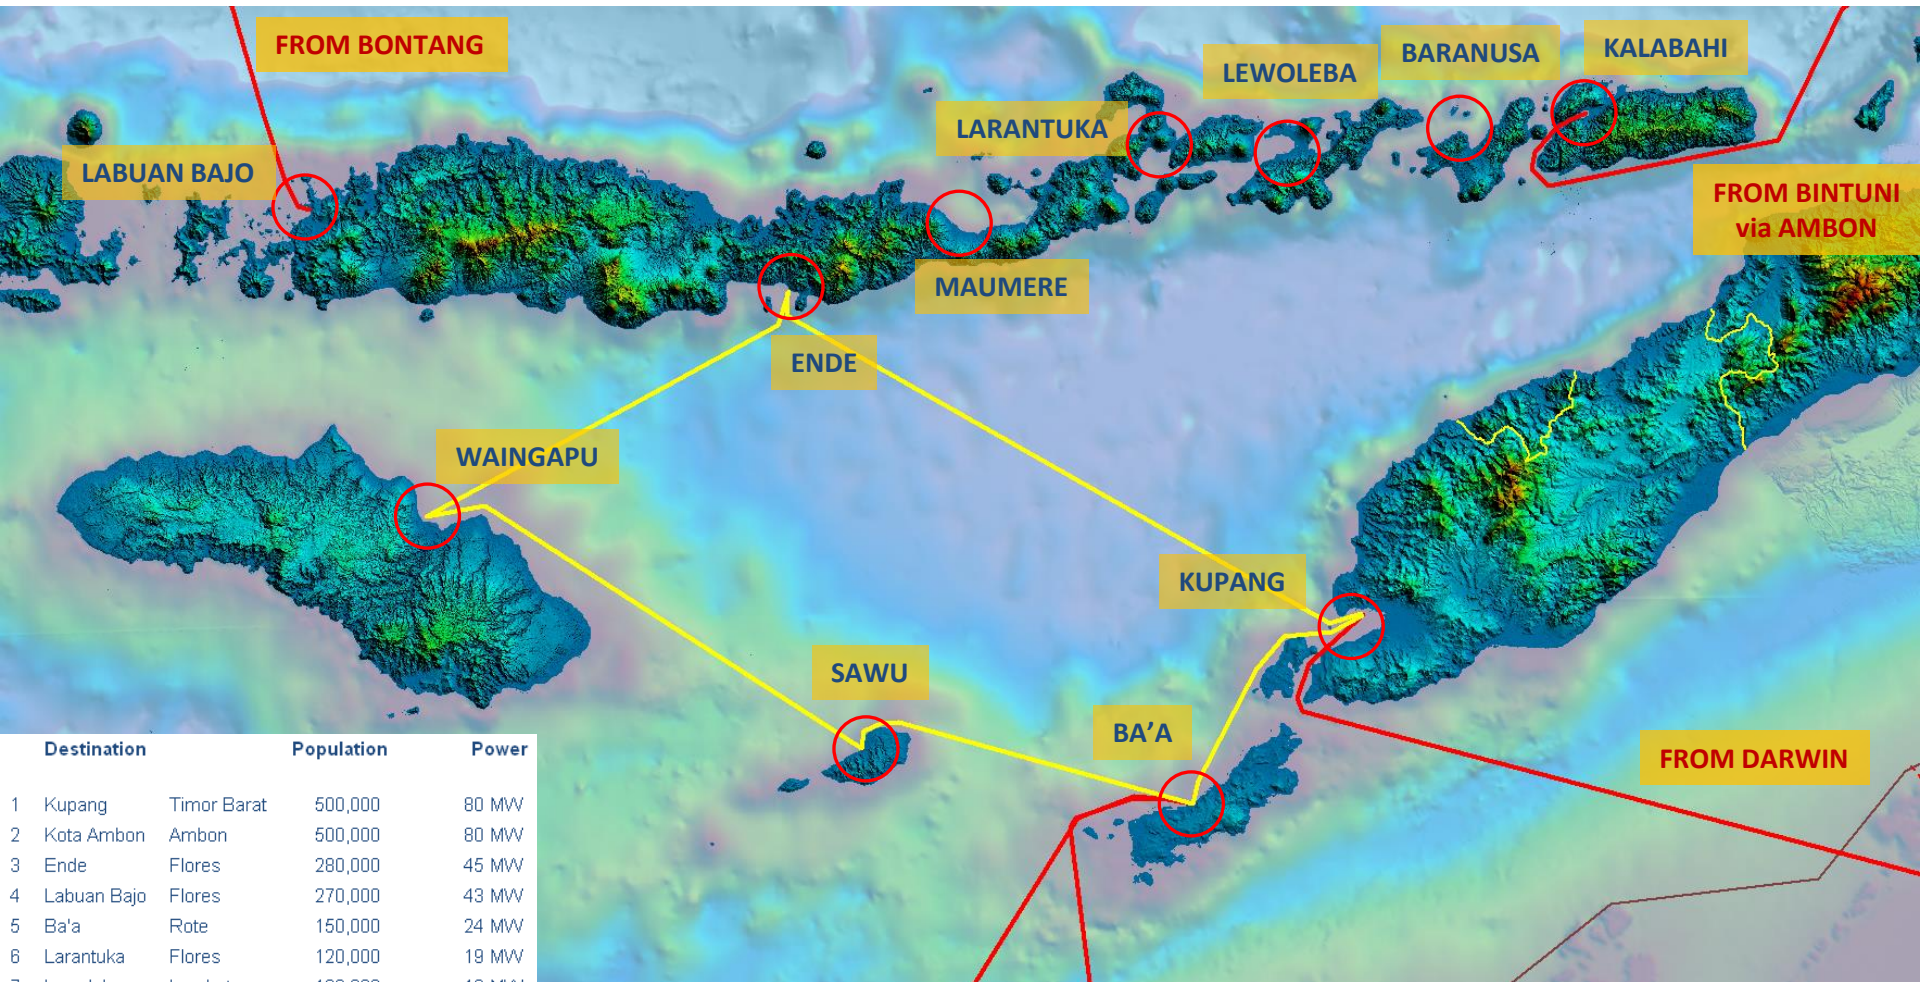 FROM BONTANG
BARANUSA
KALABAHI
LEWOLEBA
LARANTUKA
LABUAN BAJO
FROM BINTUNI
via AMBON
MAUMERE
ENDE
WAINGAPU
KUPANG
SAWU
BA’A
FROM DARWIN
Destination Population Power
1 Kupang Timor Barat 500,000 80 MW
2 Kota Ambon Ambon 500,000 80 MW
3 Ende Flores 280,000 45 MW
4 Labuan Bajo Flores 270,000 43 MW
5 Ba'a Rote 150,000 24 MW
6 Larantuka Flores 120,000 19 MW